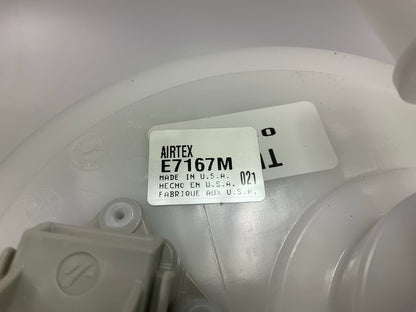 AIRTEX
E7167M
MADE IN U.S.A.
HECHO EN U.S.A. 021
FABRIQUE AUX U.S.A.